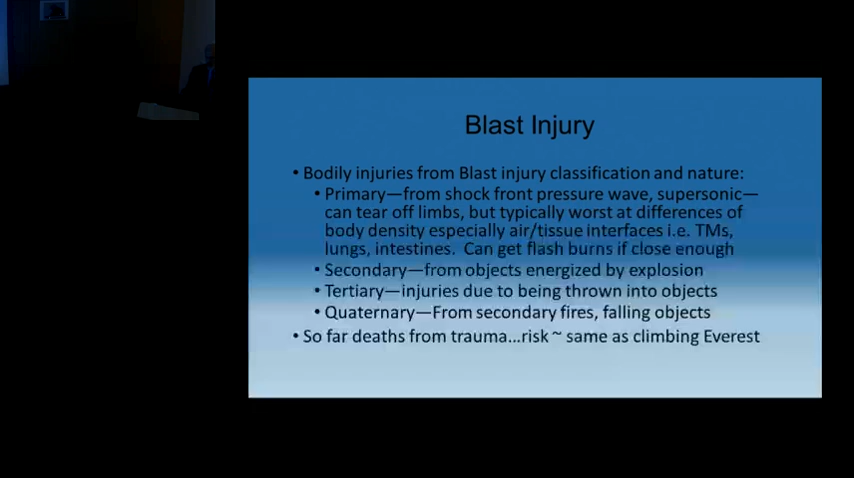 Blast Injury
• Bodily injuries from Blast injury classification and nature:
• Primary—from shock front pressure wave, supersonic—
can tear off limbs, but typically worst at differences of
body density especially air/tissue interfaces i.e. TMs,
lungs, intestines.  Can get flash burns if close enough
• Secondary—from objects energized by explosion
• Tertiary—injuries due to being thrown into objects
• Quaternary—From secondary fires, falling objects
• So far deaths from trauma...risk ~ same as climbing Everest